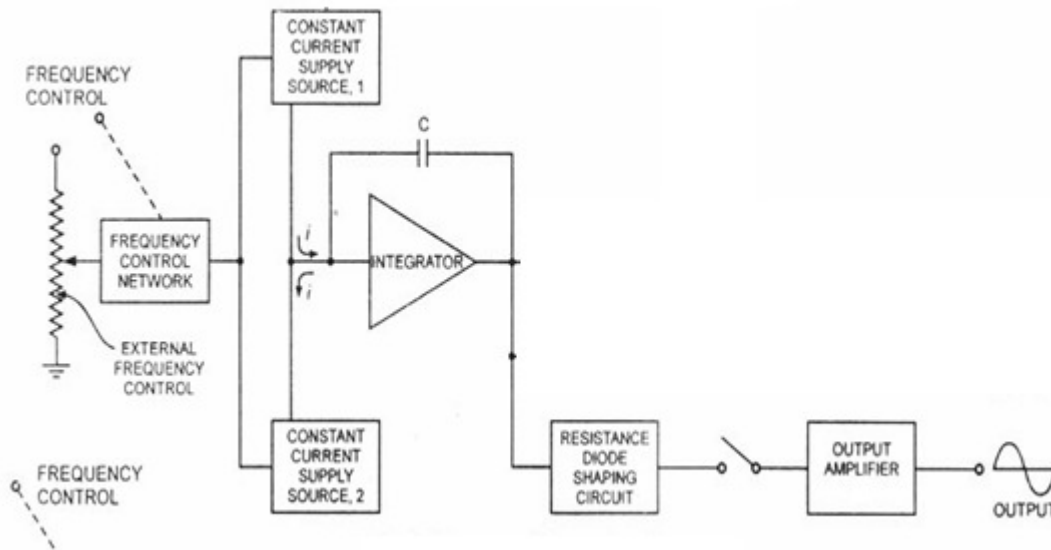 CONSTANT
CURRENT
SUPPLY
SOURCE, 1
FREQUENCY
CONTROL
C
FREQUENCY
CONTROL
NETWORK
i
INTEGRATOR
i
EXTERNAL
FREQUENCY
CONTROL
CONSTANT
CURRENT
SUPPLY
SOURCE, 2
RESISTANCE
DIODE
SHAPING
CIRCUIT
OUTPUT
AMPLIFIER
OUTPUT
FREQUENCY
CONTROL